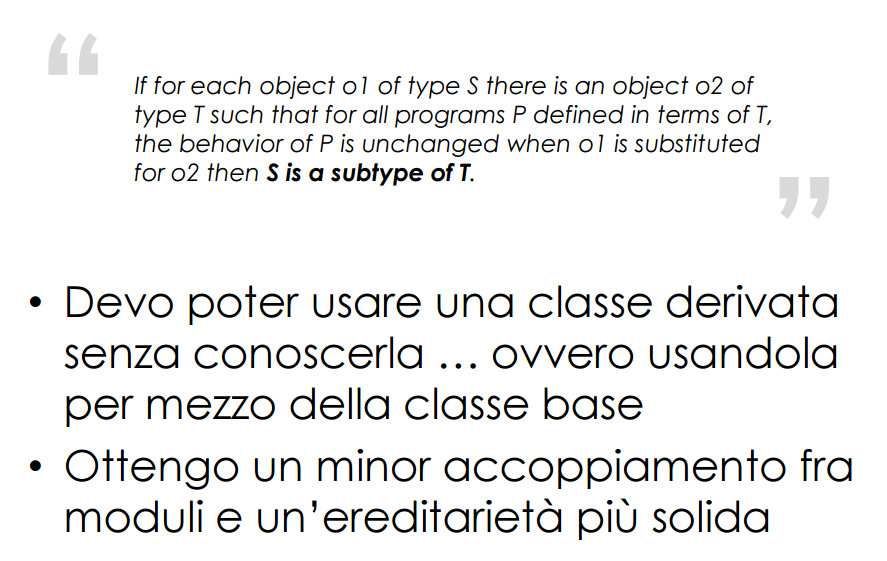 “
If for each object o1 of type S there is an object o2 of
type T such that for all programs P defined in terms of T,
the behavior of P is unchanged when o1 is substituted
for o2 then S is a subtype of T.
”
• Devo poter usare una classe derivata
senza conoscerla … ovvero usandola
per mezzo della classe base
• Ottengo un minor accoppiamento fra
moduli e un’ereditarietà più solida